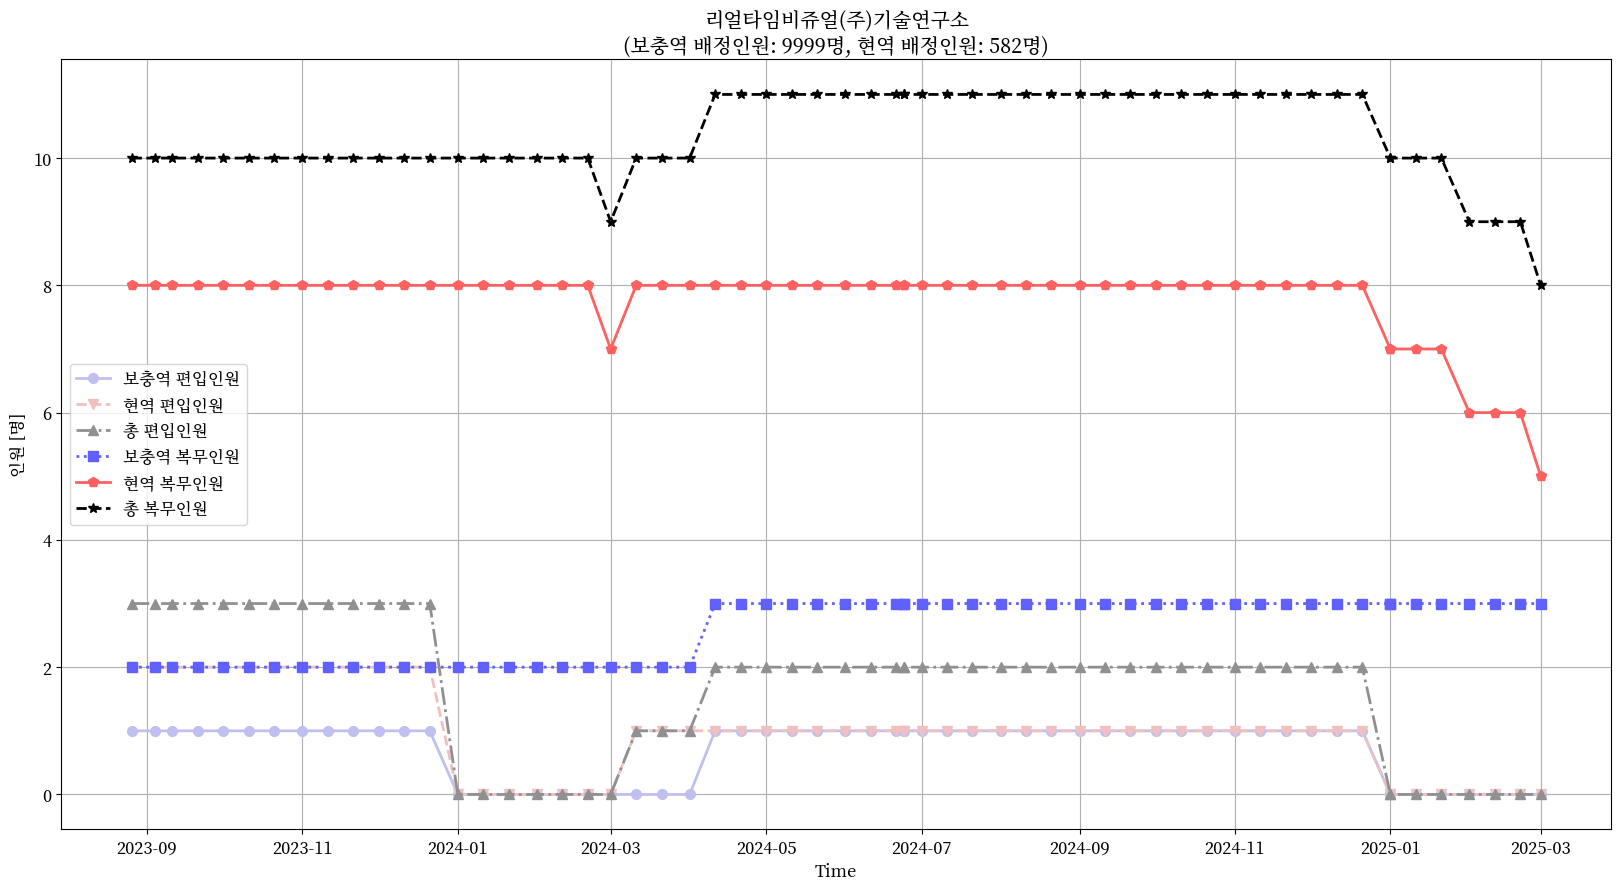 리얼타임비쥬얼(주)기술연구소
(보충역 배정인원: 9999명, 현역 배정인원: 582명)
인원 [명]
10
8
6
4
2
0
보충역 편입인원
현역 편입인원
총 편입인원
보충역 복무인원
현역 복무인원
총 복무인원
2023-09
2023-11
2024-01
2024-03
2024-05
2024-07
2024-09
2024-11
2025-01
2025-03
Time